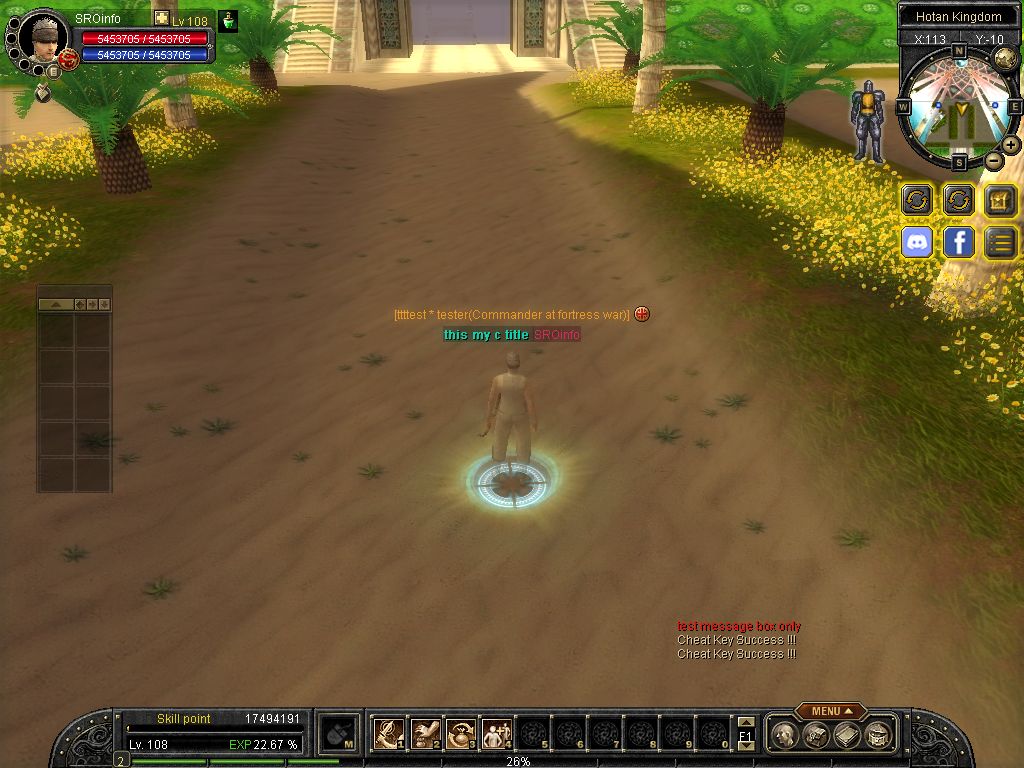 SROinfo
Lv 108
5453705 / 5453705
5453705 / 5453705
E
Hotan Kingdom
X:113 Y:-10
N
W
E
S
f
[ttttest * tester(Commander at fortress war)]
this my c title SROinfo
test message box only
Cheat Key Success !!!
Cheat Key Success !!!
MENU
Skill point 17494191
M
1 2 3 4 5 6 7 8 9 0
F1
Lv. 108 EXP 22.67 %
2
26%